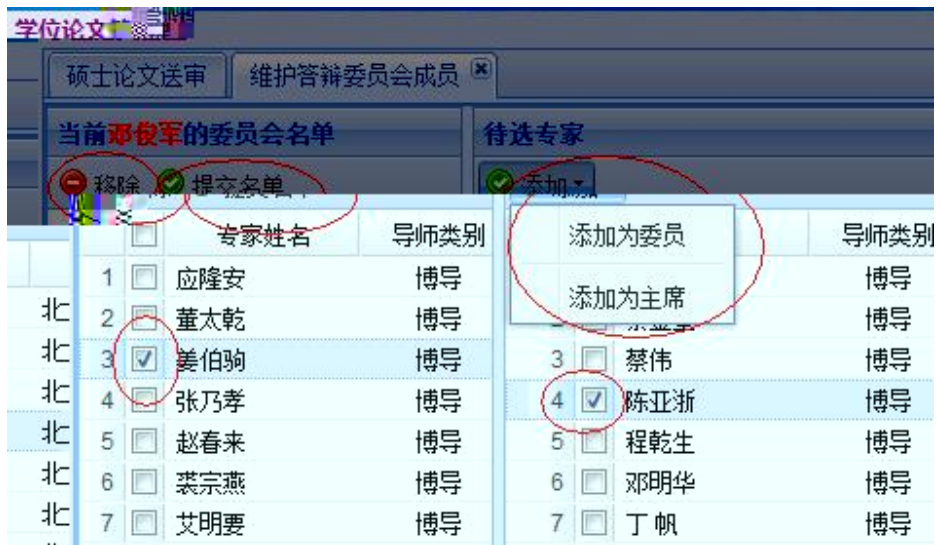 学位论文
硕士论文送审 维护答辩委员会成员
当前邓俊军的委员会名单 待选专家
移除 提交名单 添加
专家姓名 导师类别 添加为委员 导师类别
1 应隆安 博导 添加为主席 博导
北 2 董太乾 博导 博导
北 3 姜伯驹 博导 3 蔡伟 博导
北 4 张乃孝 博导 4 陈亚浙 博导
北 5 赵春来 博导 5 程乾生 博导
北 6 裘宗燕 博导 6 邓明华 博导
北 7 艾明要 博导 7 丁帆 博导